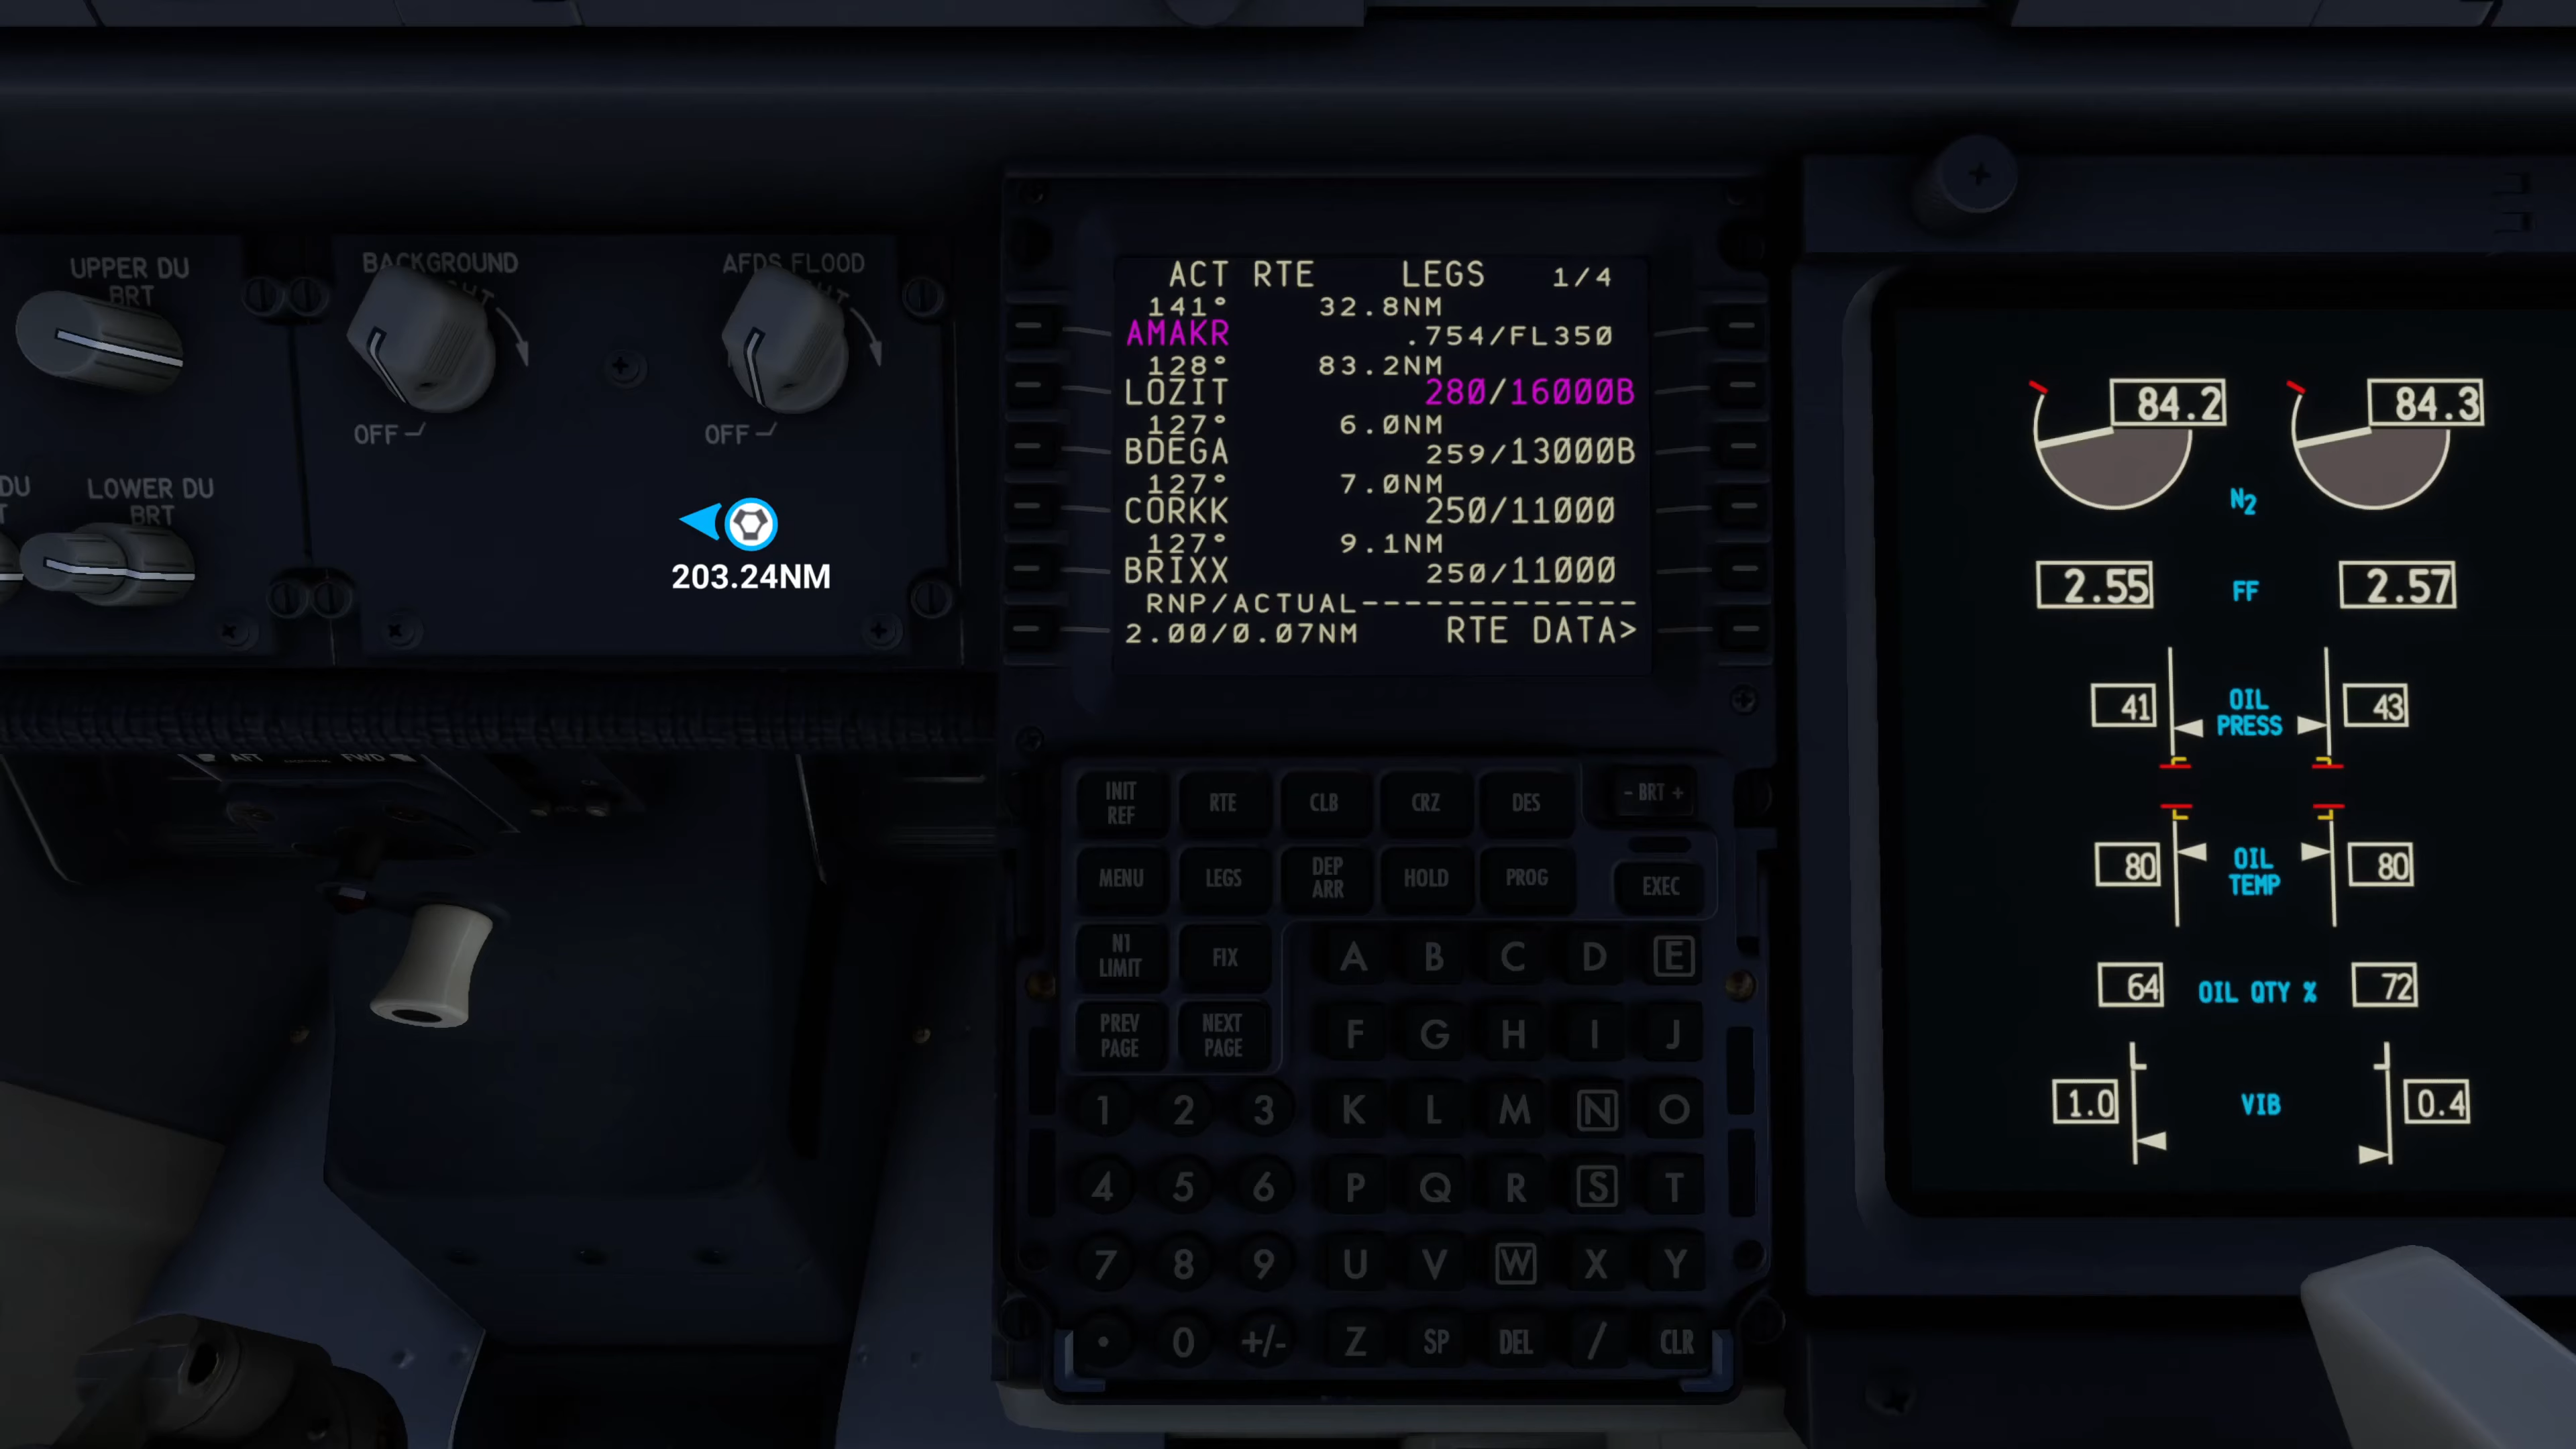 UPPER DU
BRT
BACKGROUND
AFDS FLOOD
OFF
OFF
DU
LOWER DU
BRT
203.24NM
AFT
FWD
ACT RTE LEGS 1/4
141° 32.8NM
AMAKR .754/FL350
128° 83.2NM
LOZIT 280/16000B
127° 6.0NM
BDEGA 259/13000B
127° 7.0NM
CORKK 250/11000
127° 9.1NM
BRIXX 250/11000
RNP/ACTUAL-------------
2.00/0.07NM RTE DATA>
INIT REF
RTE
CLB
CRZ
DES
- BRT +
MENU
LEGS
DEP ARR
HOLD
PROG
EXEC
N1 LIMIT
FIX
A B C D E
PREV PAGE
NEXT PAGE
F G H I J
1 2 3 K L M N O
4 5 6 P Q R S T
7 8 9 U V W X Y
. 0 +/- Z SP DEL / CLR
84.2 84.3
N2
2.55 FF 2.57
41 OIL PRESS 43
80 OIL TEMP 80
64 OIL QTY % 72
1.0 VIB 0.4